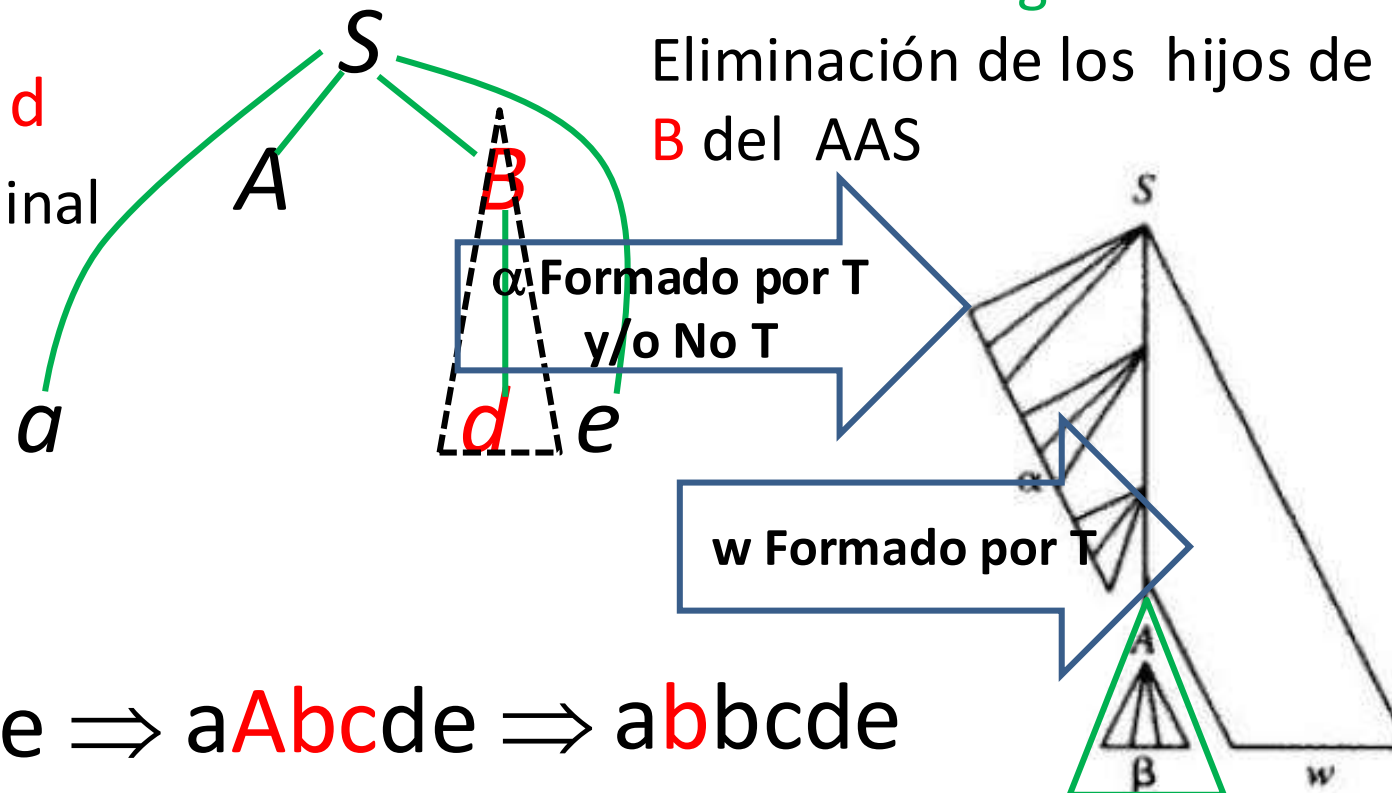 g
S
Eliminación de los hijos de
d
B del AAS
inal
A
B
S
α Formado por T
y/o No T
a
d
e
α
w Formado por T
A
e ⇒ aAbcde ⇒ abbcde
β
w